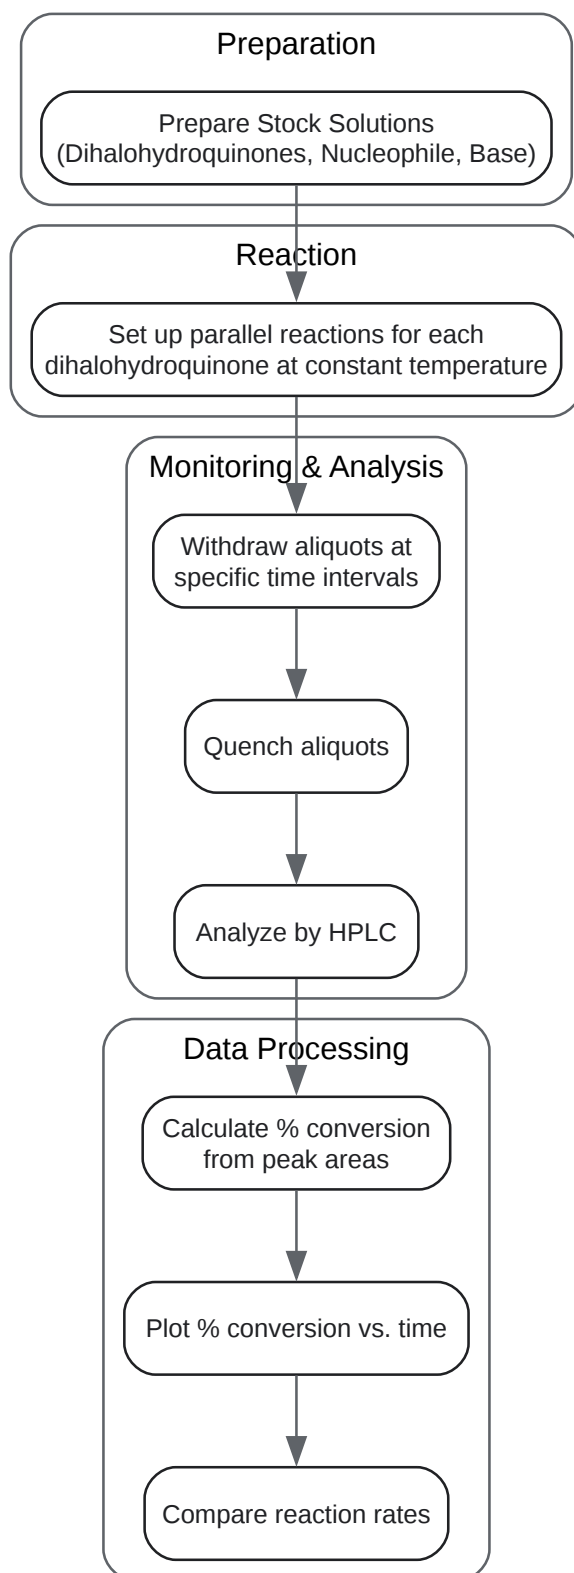 Preparation
Prepare Stock Solutions
(Dihalohydroquinones, Nucleophile, Base)
Reaction
Set up parallel reactions for each
dihalohydroquinone at constant temperature
Monitoring & Analysis
Withdraw aliquots at
specific time intervals
Quench aliquots
Analyze by HPLC
Data Processing
Calculate % conversion
from peak areas
Plot % conversion vs. time
Compare reaction rates